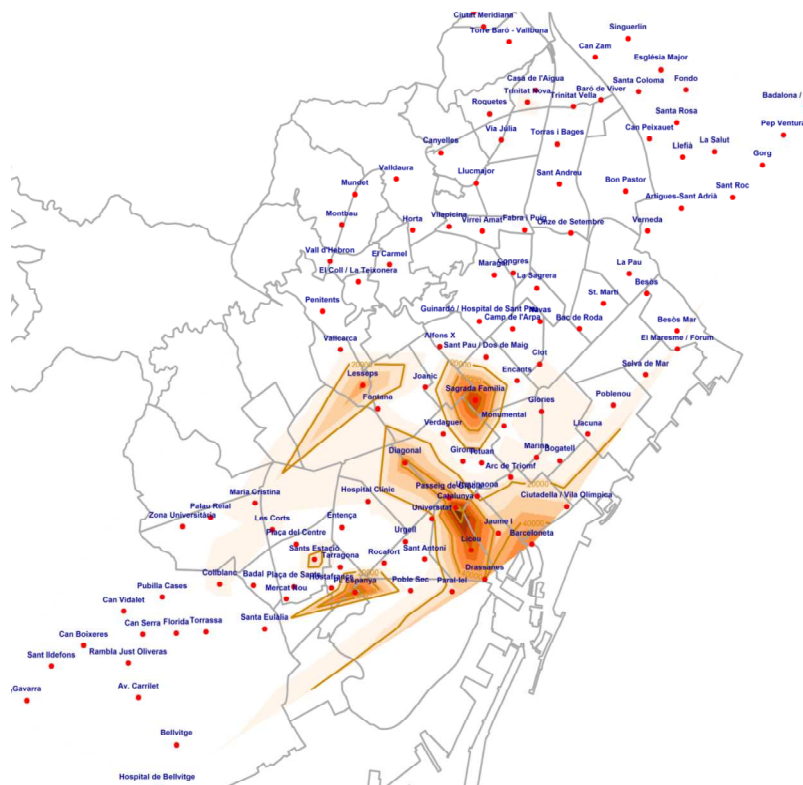 Ciutat Meridiana
Torre Baró - Vallbona
Singuerlin
Can Zam
Església Major
Casa de l'Aigua
Trinitat Nova
Baró de Viver
Trinitat Vella
Santa Coloma
Fondo
Badalona /
Roquetes
Santa Rosa
Pep Ventura
Via Júlia
Torras i Bages
Can Peixauet
Canyelles
Llefià
La Salut
Gorg
Valldaura
Mundet
Llucmajor
Sant Andreu
Bon Pastor
Sant Roc
Artigues-Sant Adrià
Montbau
Horta
Vilapicina
Virrei Amat
Fabra i Puig
Onze de Setembre
Verneda
Vall d'Hebron
El Carmel
El Coll / La Teixonera
Maragall
Congres
La Sagrera
La Pau
Besòs
St. Martí
Penitents
Guinardó / Hospital de Sant Pau
Navas
Camp de l'Arpa
Bac de Roda
Besòs Mar
El Maresme / Fòrum
Vallcarca
Alfons X
Sant Pau / Dos de Maig
Clot
20000
Lesseps
Joanic
Sagrada Família
Encants
Selva de Mar
Fontana
Monumental
Glòries
Poblenou
Verdaguer
Llacuna
Diagonal
Girona
Tetuan
Marina
Bogatell
Arc de Triomf
Passeig de Gràcia
Urquinaona
20000
Maria Cristina
Hospital Clínic
Catalunya
Ciutadella / Vila Olímpica
Palau Reial
Universitat
Zona Universitària
Les Corts
Entença
Urgell
Jaume I
40000
Plaça del Centre
Liceu
Barceloneta
Sants Estació
Tarragona
Rocafort
Sant Antoni
Collblanc
Badal
Plaça de Sants
Hostafrancs
Pl. Espanya
Drassanes
Pubilla Cases
Mercat Nou
Poble Sec
Paral·lel
Can Vidalet
Santa Eulàlia
Can Boixeres
Can Serra
Florida
Torrassa
Sant Ildefons
Rambla Just Oliveras
Gavarra
Av. Carrilet
Bellvitge
Hospital de Bellvitge